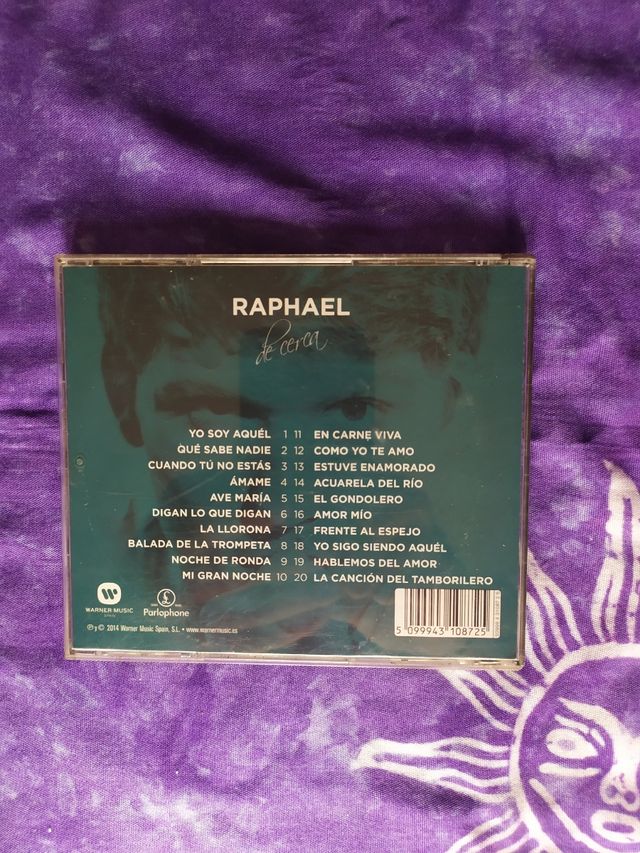 RAPHAEL
de cerca
YO SOY AQUÉL 1 11 EN CARNE VIVA
QUÉ SABE NADIE 2 12 COMO YO TE AMO
CUANDO TÚ NO ESTÁS 3 13 ESTUVE ENAMORADO
ÁMAME 4 14 ACUARELA DEL RÍO
AVE MARÍA 5 15 EL GONDOLERO
DIGAN LO QUE DIGAN 6 16 AMOR MÍO
LA LLORONA 7 17 FRENTE AL ESPEJO
BALADA DE LA TROMPETA 8 18 YO SIGO SIENDO AQUÉL
NOCHE DE RONDA 9 19 HABLEMOS DEL AMOR
MI GRAN NOCHE 10 20 LA CANCIÓN DEL TAMBORILERO
WARNER MUSIC
SPAIN
Parlophone
℗ y © 2014 Warner Music Spain, S.L. • www.warnermusic.es
5 099943 108725